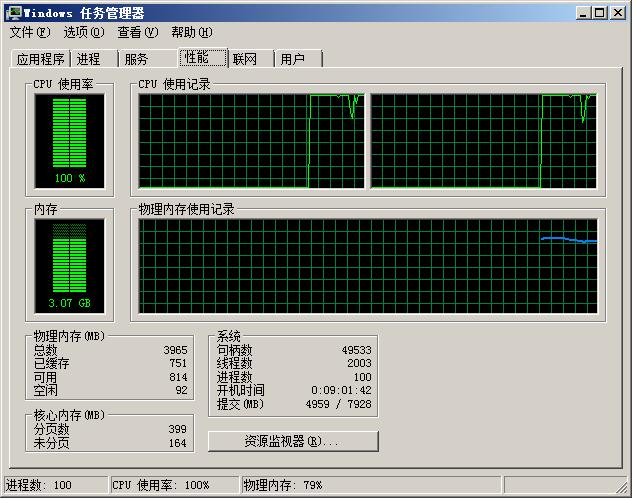 Windows 任务管理器
文件(F) 选项(O) 查看(V) 帮助(H)
应用程序 进程 服务 性能 联网 用户
CPU 使用率 CPU 使用记录
100 %
内存 物理内存使用记录
3.07 GB
物理内存(MB) 系统
总数 3965 句柄数 49533
已缓存 751 线程数 2003
可用 814 进程数 100
空闲 92 开机时间 0:09:01:42
提交(MB) 4959 / 7928
核心内存(MB)
分页数 399
未分页 164 资源监视器(R)...
进程数: 100 CPU 使用率: 100% 物理内存: 79%